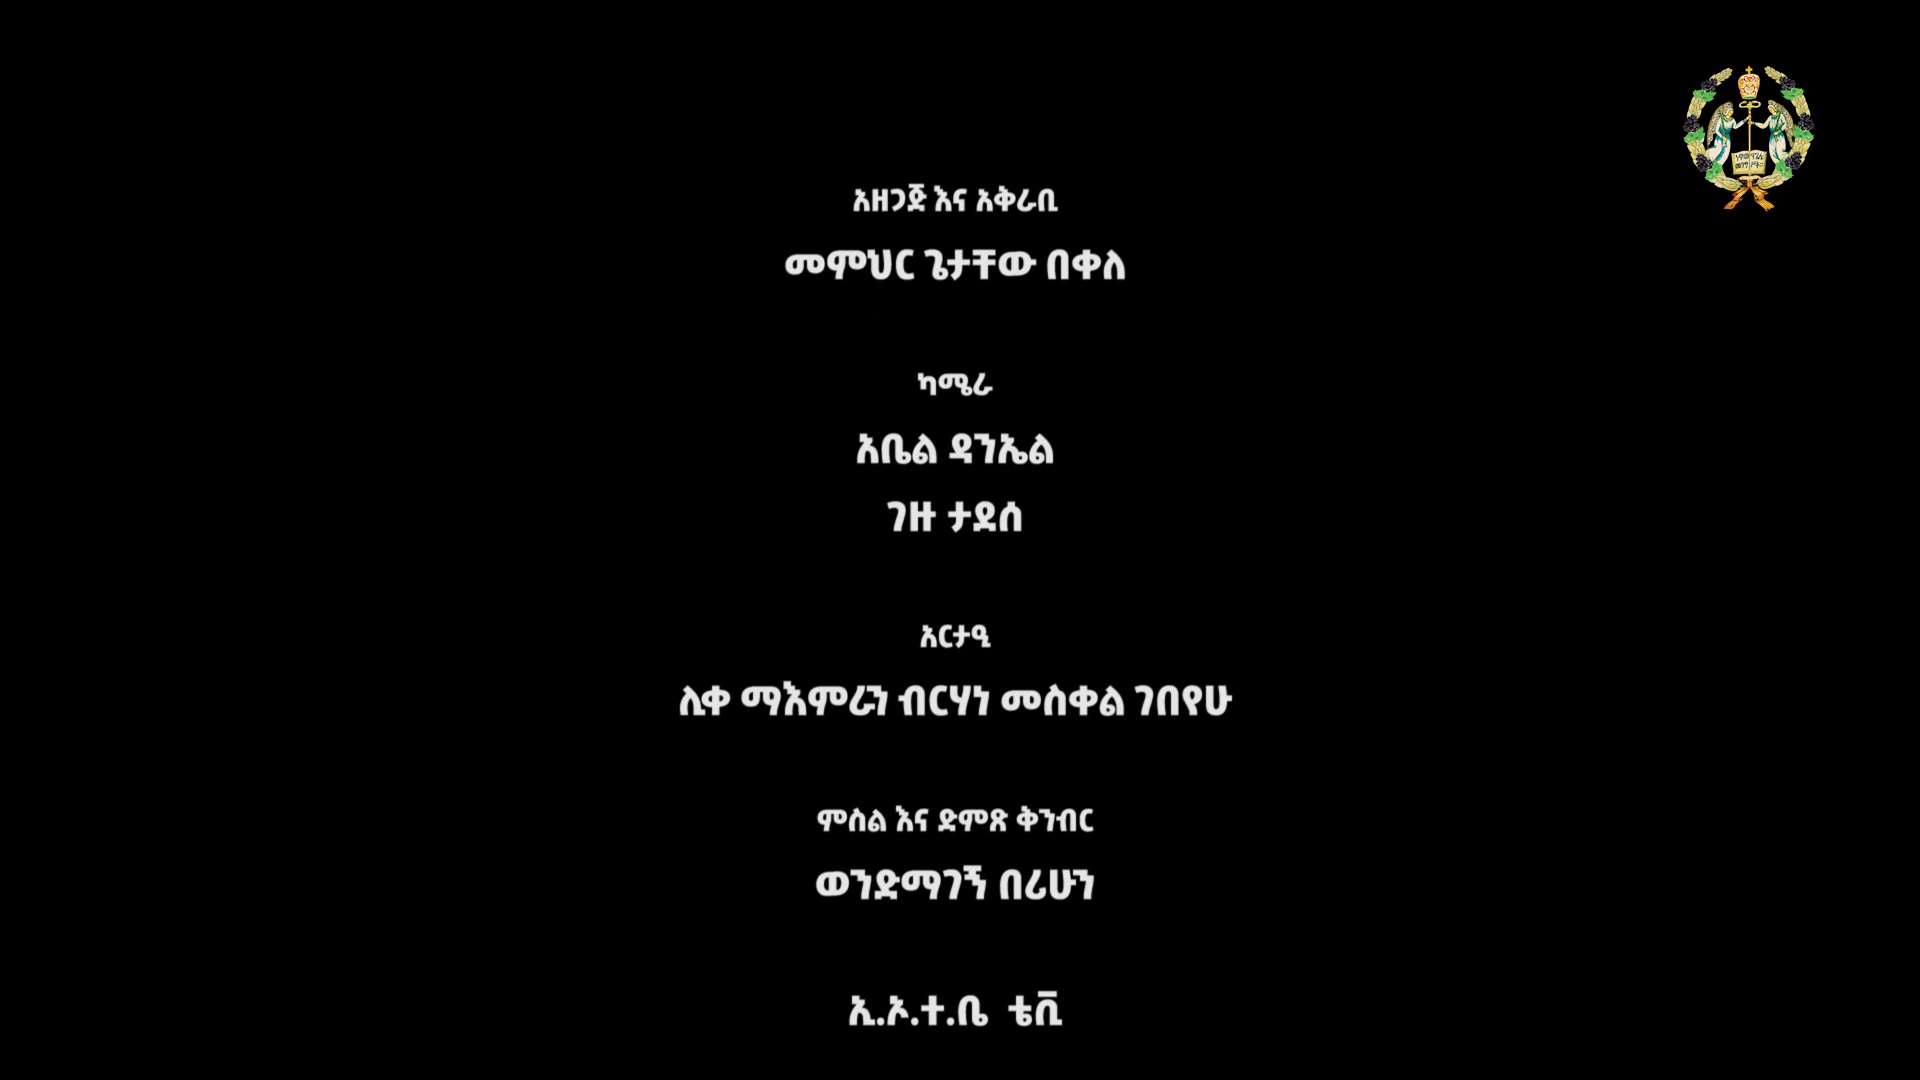 አዘጋጅ እና አቅራቢ
መምህር ጌታቸው በቀለ
ካሜራ
አቤል ዳንኤል
ገዙ ታደሰ
አርታዒ
ሊቀ ማእምራን ብርሃነ መስቀል ገበየሁ
ምስል እና ድምጽ ቅንብር
ወንድማገኝ በሪሁን
ኢ.ኦ.ተ.ቤ ቴቪ